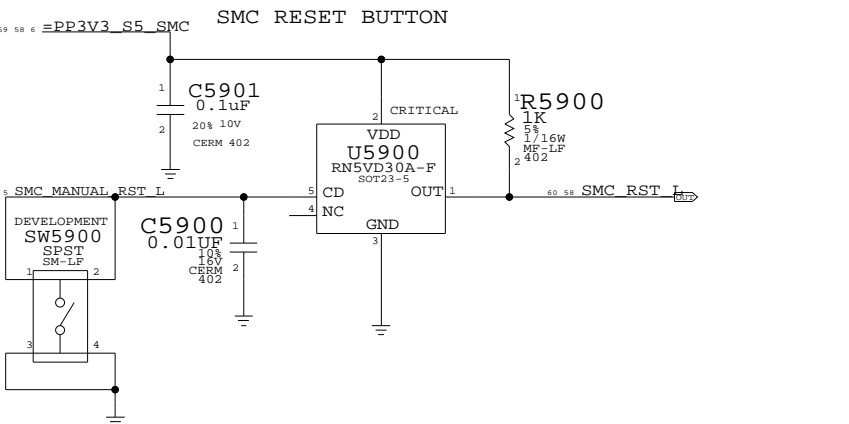 SMC RESET BUTTON
59 58 6 =PP3V3_S5_SMC
1
C5901
0.1uF
20% 10V
2
CERM 402
2
CRITICAL
VDD
U5900
RN5VD30A-F
SOT23-5
1
R5900
1K
5%
1/16W
MF-LF
2 402
5 SMC_MANUAL_RST_L
5 CD
OUT 1
60 58 SMC_RST_L
OUT
4 NC
GND
3
DEVELOPMENT
SW5900
SPST
SM-LF
1 2
C5900
0.01UF
10%
16V
CERM
402
1
2
3 4